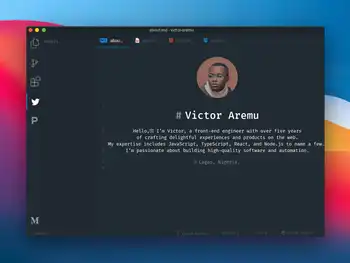 # Victor Aremu
Hello, I'm Victor, a front-end engineer with over five years
of crafting delightful experiences and products on the web.
My expertise includes JavaScript, TypeScript, React, and Node.js to name a few.
I'm passionate about building high-quality software and automation.
Lagos, Nigeria.